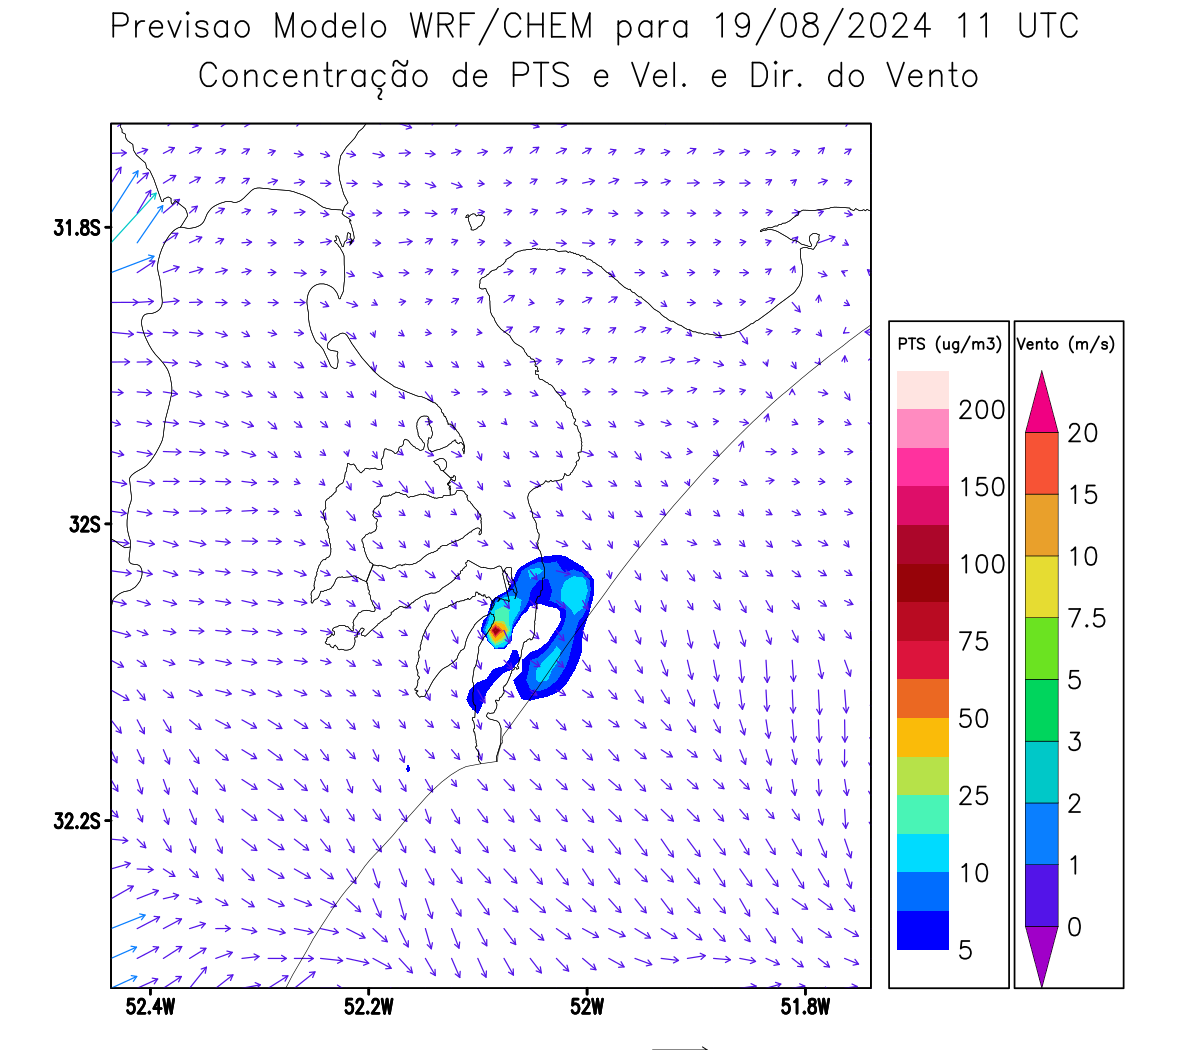 Previsao Modelo WRF/CHEM para 19/08/2024 11 UTC
Concentração de PTS e Vel. e Dir. do Vento
31.8S
32S
32.2S
52.4W
52.2W
52W
51.8W
PTS (ug/m3)
200
150
100
75
50
25
10
5
Vento (m/s)
20
15
10
7.5
5
3
2
1
0